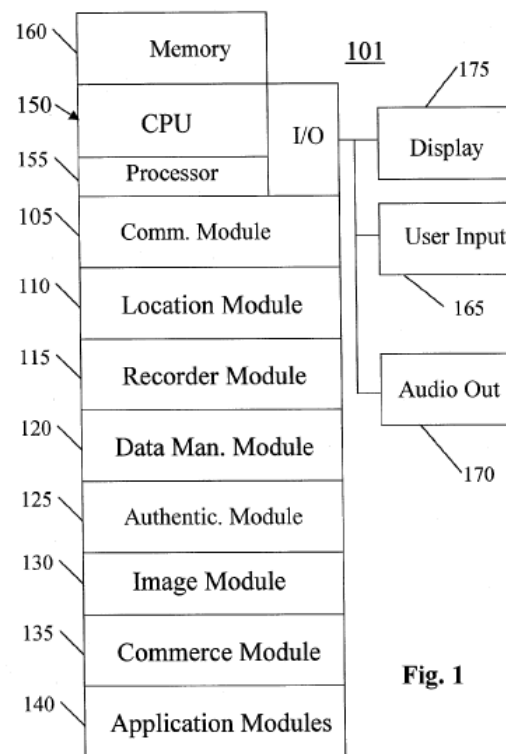 160
Memory
101
175
150
CPU
I/O
Display
155
Processor
105
Comm. Module
User Input
165
110
Location Module
115
Recorder Module
Audio Out
170
120
Data Man. Module
125
Authentic. Module
130
Image Module
135
Commerce Module
Fig. 1
140
Application Modules